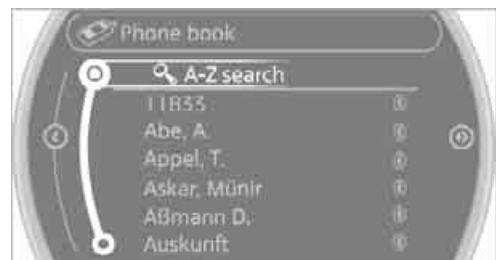 Phone book
A-Z search
11833
Abe, A.
Appel, T.
Askar, Münir
Aßmann D.
Auskunft